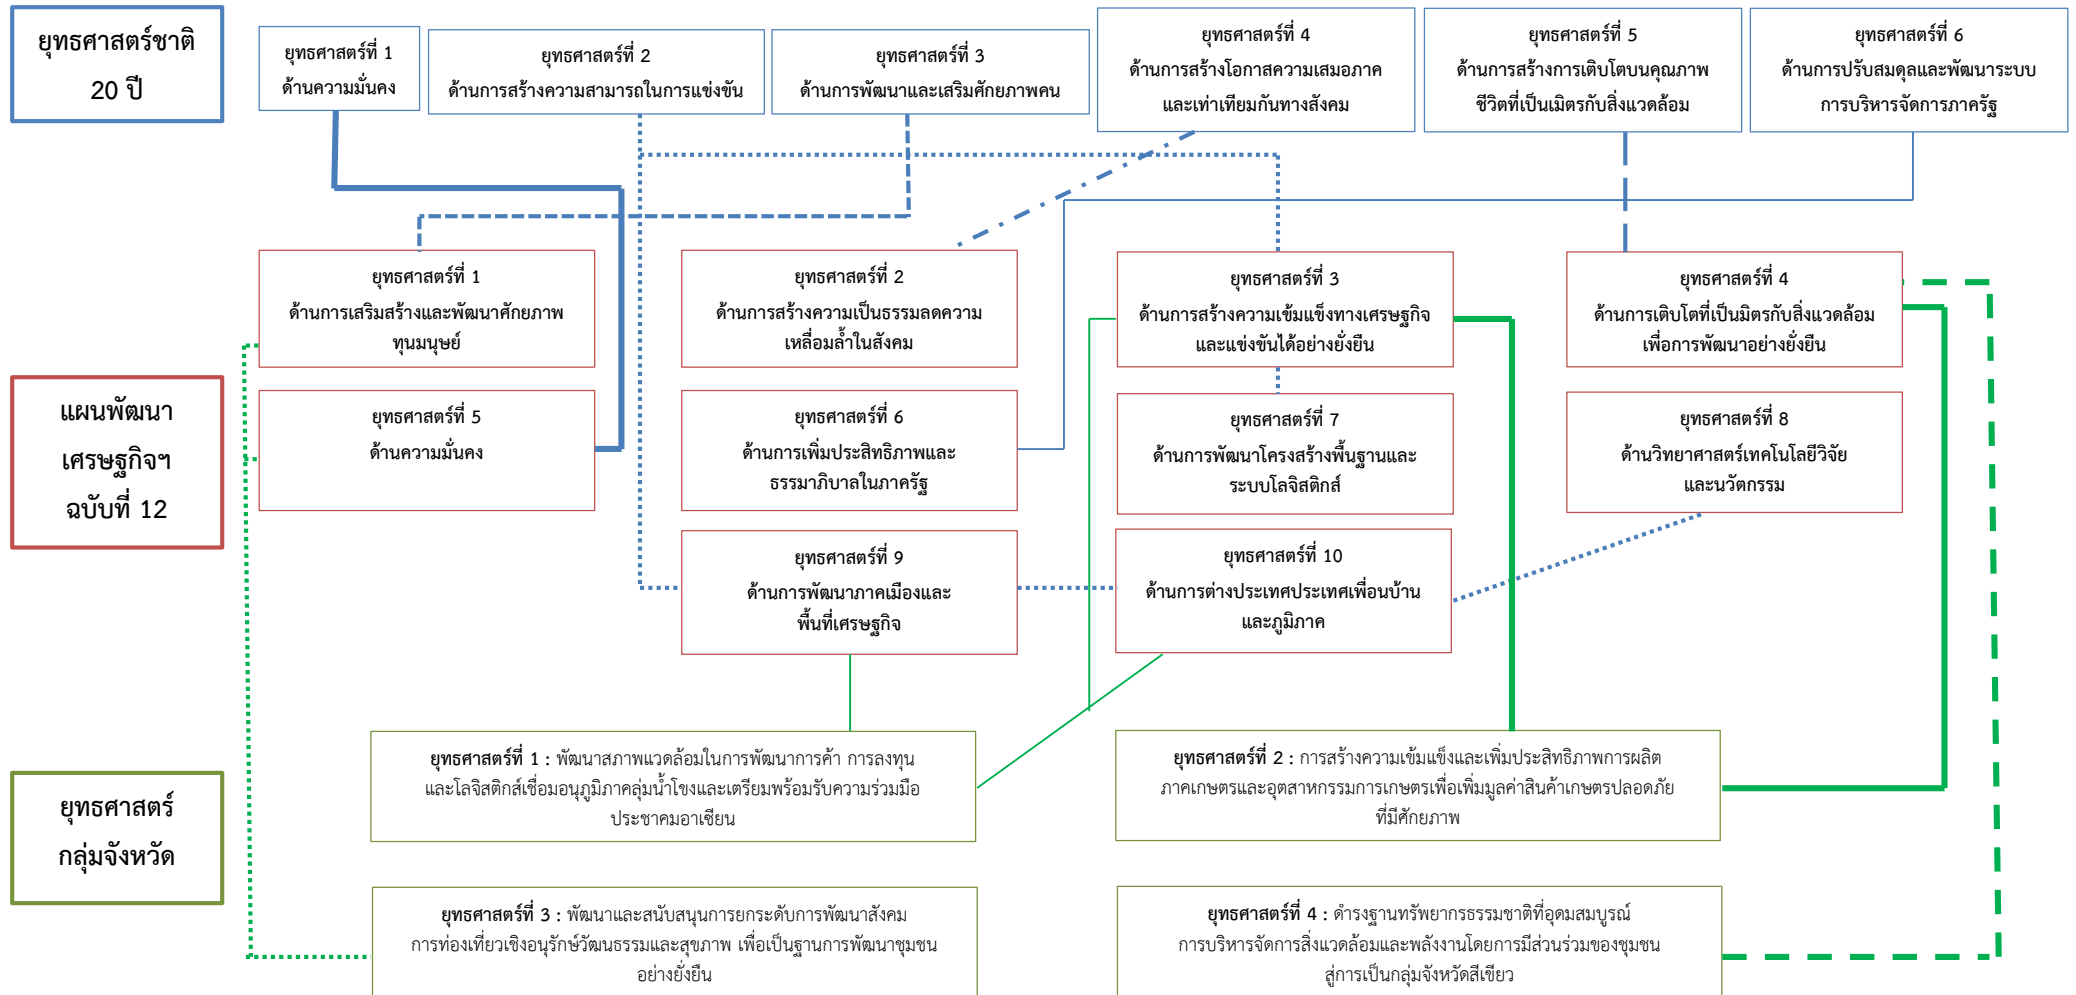 ยุทธศาสตร์ชาติ
20 ปี
ยุทธศาสตร์ที่ 1
ด้านความมั่นคง
ยุทธศาสตร์ที่ 2
ด้านการสร้างความสามารถในการแข่งขัน
ยุทธศาสตร์ที่ 3
ด้านการพัฒนาและเสริมศักยภาพคน
ยุทธศาสตร์ที่ 4
ด้านการสร้างโอกาสความเสมอภาค
และเท่าเทียมกันทางสังคม
ยุทธศาสตร์ที่ 5
ด้านการสร้างการเติบโตบนคุณภาพ
ชีวิตที่เป็นเมิตรกับสิ่งแวดล้อม
ยุทธศาสตร์ที่ 6
ด้านการปรับสมดุลและพัฒนาระบบ
การบริหารจัดการภาครัฐ
แผนพัฒนา
เศรษฐกิจฯ
ฉบับที่ 12
ยุทธศาสตร์ที่ 1
ด้านการเสริมสร้างและพัฒนาศักยภาพ
ทุนมนุษย์
ยุทธศาสตร์ที่ 2
ด้านการสร้างความเป็นธรรมลดความ
เหลื่อมล้ำในสังคม
ยุทธศาสตร์ที่ 3
ด้านการสร้างความเข้มแข็งทางเศรษฐกิจ
และแข่งขันได้อย่างยั่งยืน
ยุทธศาสตร์ที่ 4
ด้านการเติบโตที่เป็นมิตรกับสิ่งแวดล้อม
เพื่อการพัฒนาอย่างยั่งยืน
ยุทธศาสตร์ที่ 5
ด้านความมั่นคง
ยุทธศาสตร์ที่ 6
ด้านการเพิ่มประสิทธิภาพและ
ธรรมาภิบาลในภาครัฐ
ยุทธศาสตร์ที่ 7
ด้านการพัฒนาโครงสร้างพื้นฐานและ
ระบบโลจิสติกส์
ยุทธศาสตร์ที่ 8
ด้านวิทยาศาสตร์เทคโนโลยีวิจัย
และนวัตกรรม
ยุทธศาสตร์ที่ 9
ด้านการพัฒนาภาคเมืองและ
พื้นที่เศรษฐกิจ
ยุทธศาสตร์ที่ 10
ด้านการต่างประเทศประเทศเพื่อนบ้าน
และภูมิภาค
ยุทธศาสตร์
กลุ่มจังหวัด
ยุทธศาสตร์ที่ 1 : พัฒนาสภาพแวดล้อมในการพัฒนาการค้า การลงทุน
และโลจิสติกส์เชื่อมอนุภูมิภาคลุ่มน้ำโขงและเตรียมพร้อมรับความร่วมมือ
ประชาคมอาเซียน
ยุทธศาสตร์ที่ 2 : การสร้างความเข้มแข็งและเพิ่มประสิทธิภาพการผลิต
ภาคเกษตรและอุตสาหกรรมการเกษตรเพื่อเพิ่มมูลค่าสินค้าเกษตรปลอดภัย
ที่มีศักยภาพ
ยุทธศาสตร์ที่ 3 : พัฒนาและสนับสนุนการยกระดับการพัฒนาสังคม
การท่องเที่ยวเชิงอนุรักษ์วัฒนธรรมและสุขภาพ เพื่อเป็นฐานการพัฒนาชุมชน
อย่างยั่งยืน
ยุทธศาสตร์ที่ 4 : ดำรงฐานทรัพยากรธรรมชาติที่อุดมสมบูรณ์
การบริหารจัดการสิ่งแวดล้อมและพลังงานโดยการมีส่วนร่วมของชุมชน
สู่การเป็นกลุ่มจังหวัดสีเขียว